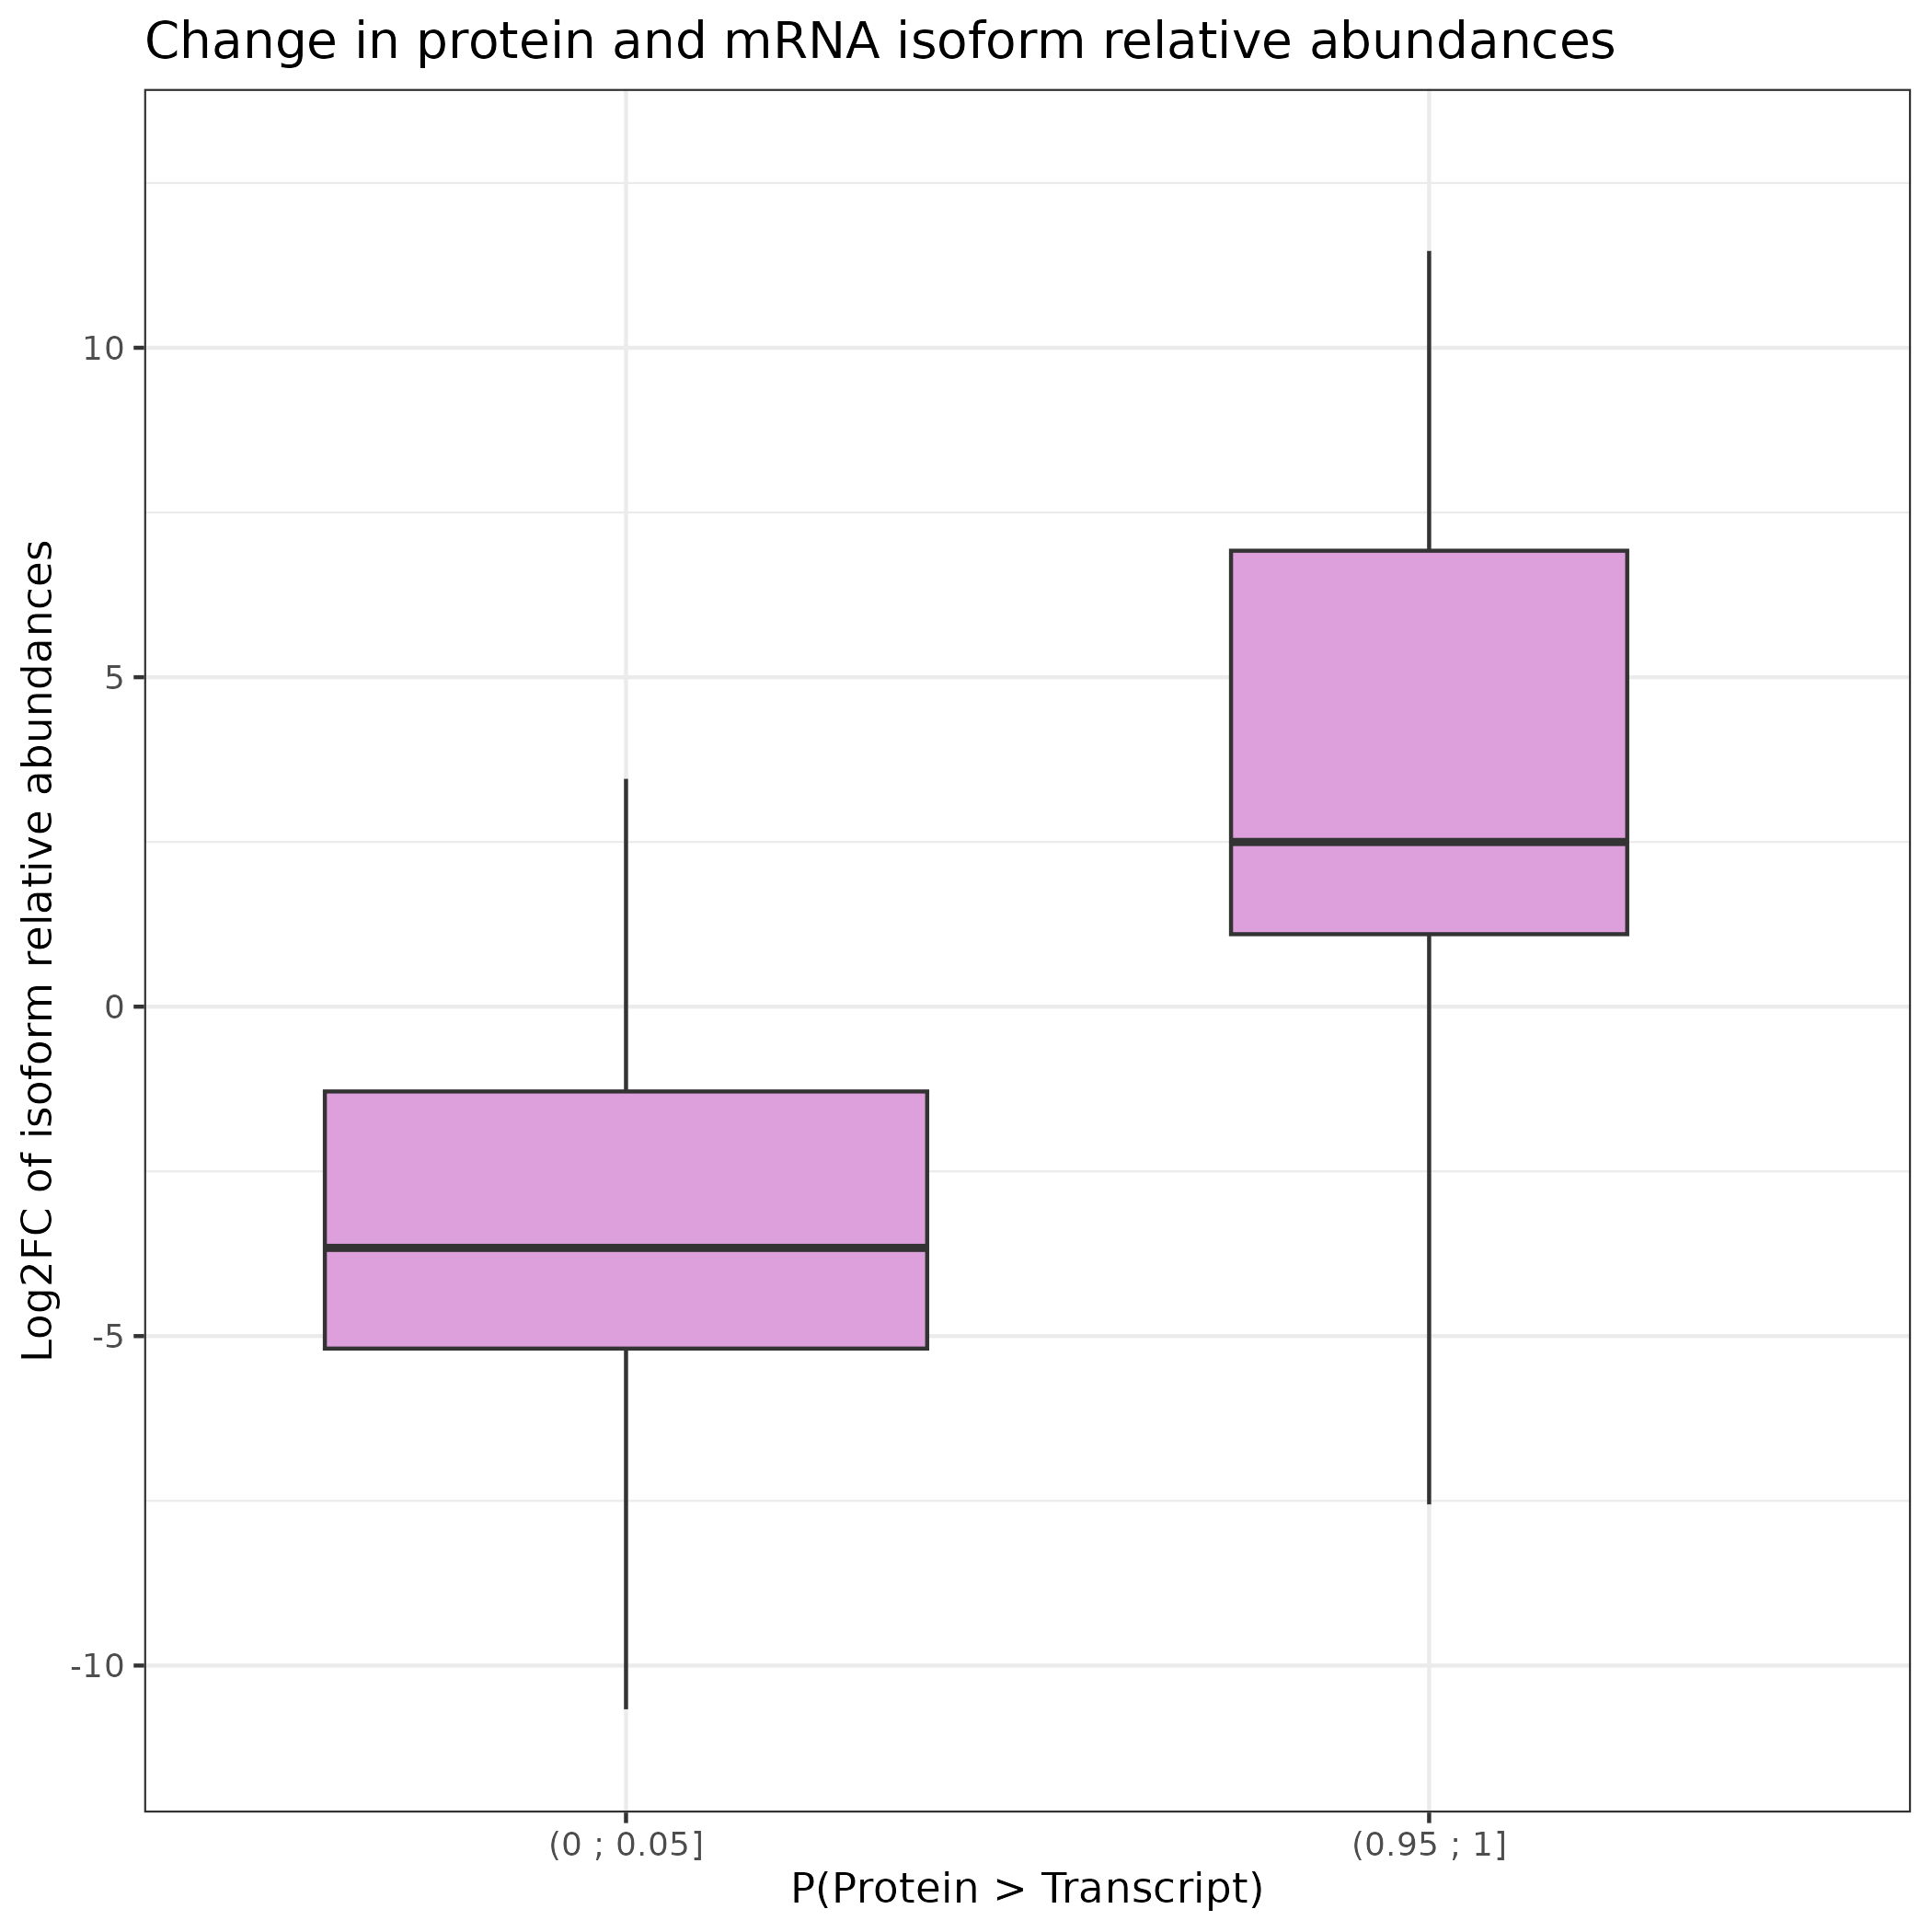 Change in protein and mRNA isoform relative abundances
Log2FC of isoform relative abundances
10
5
0
-5
-10
(0 ; 0.05]
(0.95 ; 1]
P(Protein > Transcript)